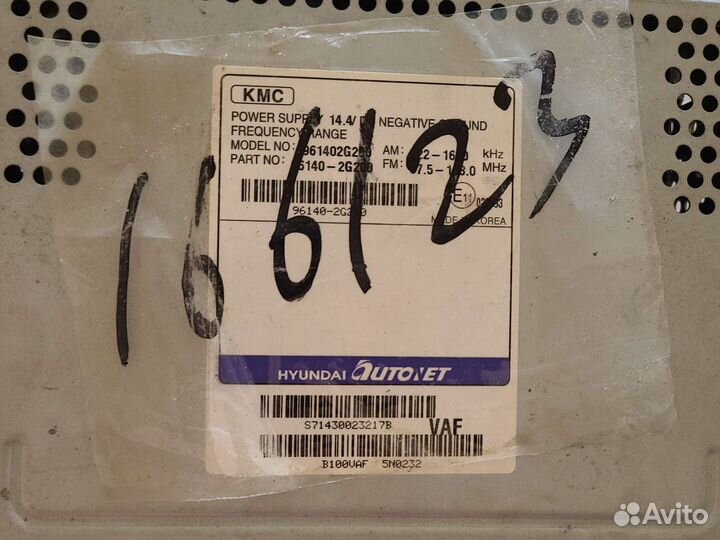 KMC
POWER SUPPLY 14.4 NEGATIVE GROUND
FREQUENCY RANGE
MODEL NO: AM: kHz
PART NO: FM: MHz
96140-2G2
MADE KOREA
166123
HYUNDAI AUTONET
S71430023217B VAF
B100VAF 5N0232
Avito